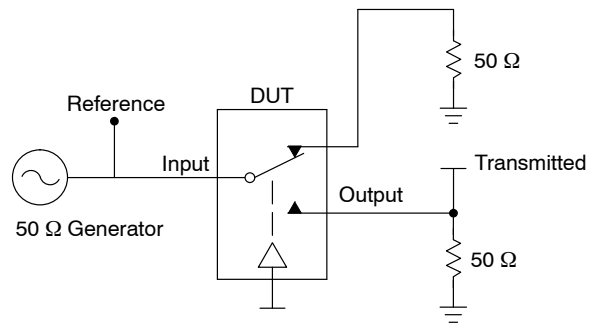 50 Ω
DUT
Reference
Input
Transmitted
Output
50 Ω Generator
50 Ω